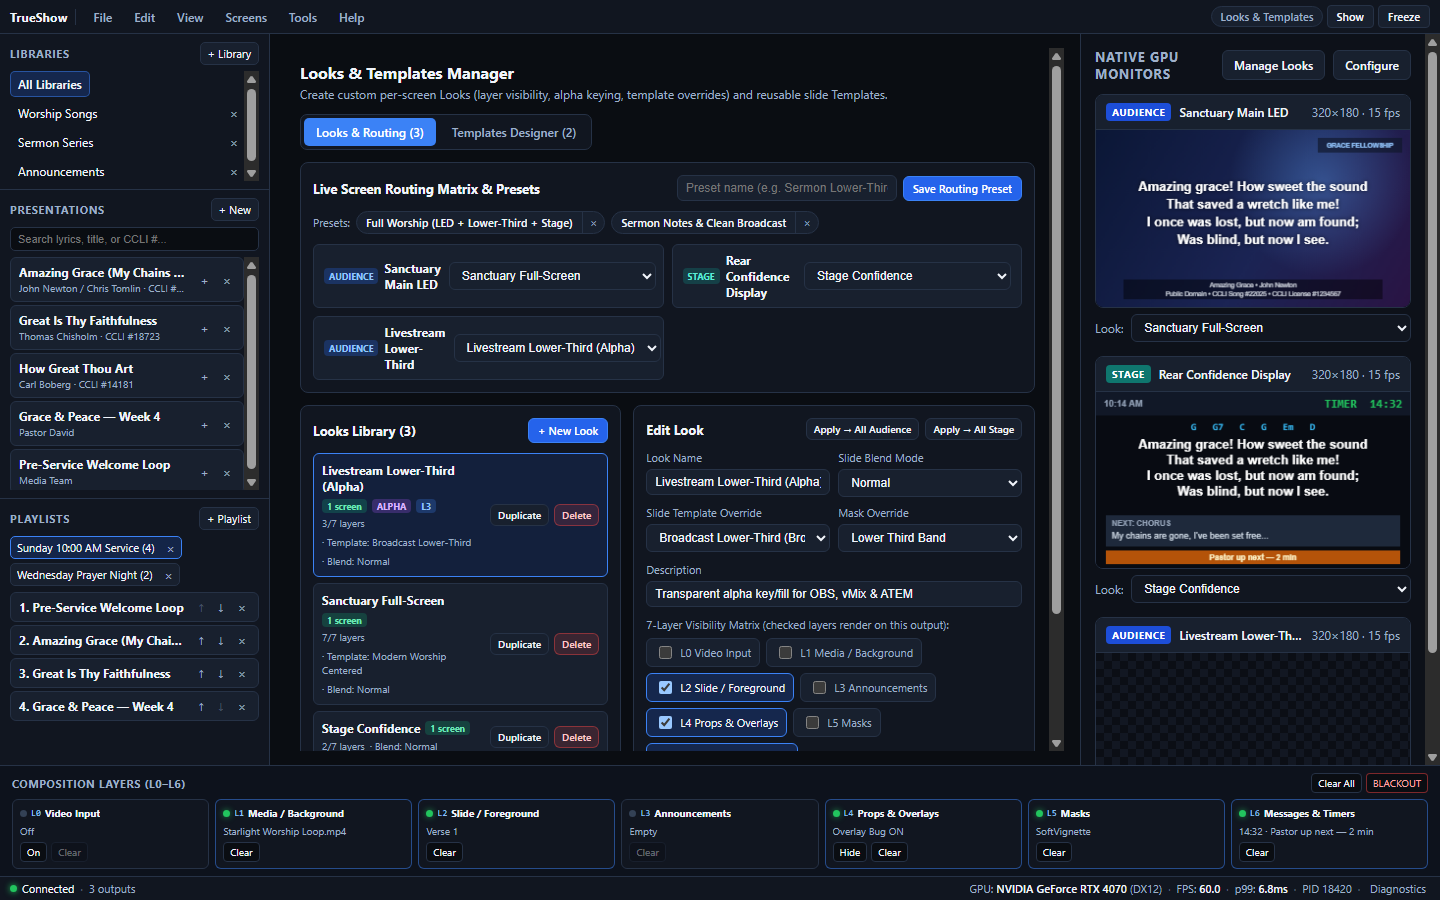 TrueShow File Edit View Screens Tools Help Looks & Templates Show Freeze
LIBRARIES + Library
All Libraries
Worship Songs ×
Sermon Series ×
Announcements ×
PRESENTATIONS + New
Search lyrics, title, or CCLI #...
Amazing Grace (My Chains ... + ×
John Newton / Chris Tomlin · CCLI #...
Great Is Thy Faithfulness + ×
Thomas Chisholm · CCLI #18723
How Great Thou Art + ×
Carl Boberg · CCLI #14181
Grace & Peace — Week 4 + ×
Pastor David
Pre-Service Welcome Loop + ×
Media Team
PLAYLISTS + Playlist
Sunday 10:00 AM Service (4) ×
Wednesday Prayer Night (2) ×
1. Pre-Service Welcome Loop ↑ ↓ ×
2. Amazing Grace (My Chai... ↑ ↓ ×
3. Great Is Thy Faithfulness ↑ ↓ ×
4. Grace & Peace — Week 4 ↑ ↓ ×
Looks & Templates Manager
Create custom per-screen Looks (layer visibility, alpha keying, template overrides) and reusable slide Templates.
Looks & Routing (3) Templates Designer (2)
Live Screen Routing Matrix & Presets Preset name (e.g. Sermon Lower-Thir Save Routing Preset
Presets: Full Worship (LED + Lower-Third + Stage) × Sermon Notes & Clean Broadcast ×
AUDIENCE Sanctuary Main LED Sanctuary Full-Screen
STAGE Rear Confidence Display Stage Confidence
AUDIENCE Livestream Lower-Third Livestream Lower-Third (Alpha)
Looks Library (3) + New Look
Livestream Lower-Third
(Alpha)
1 screen ALPHA L3 Duplicate Delete
3/7 layers
· Template: Broadcast Lower-Third
· Blend: Normal
Sanctuary Full-Screen
1 screen
7/7 layers Duplicate Delete
· Template: Modern Worship
Centered
· Blend: Normal
Stage Confidence 1 screen Duplicate Delete
2/7 layers · Blend: Normal
Edit Look Apply → All Audience Apply → All Stage
Look Name Slide Blend Mode
Livestream Lower-Third (Alpha) Normal
Slide Template Override Mask Override
Broadcast Lower-Third (Brc Lower Third Band
Description
Transparent alpha key/fill for OBS, vMix & ATEM
7-Layer Visibility Matrix (checked layers render on this output):
L0 Video Input L1 Media / Background
L2 Slide / Foreground L3 Announcements
L4 Props & Overlays L5 Masks
NATIVE GPU
MONITORS Manage Looks Configure
AUDIENCE Sanctuary Main LED 320×180 · 15 fps
GRACE FELLOWSHIP
Amazing grace! How sweet the sound
That saved a wretch like me!
I once was lost, but now am found;
Was blind, but now I see.
Amazing Grace • John Newton
Public Domain • CCLI Song #22025 • CCLI License #1234567
Look: Sanctuary Full-Screen
STAGE Rear Confidence Display 320×180 · 15 fps
10:14 AM TIMER 14:32
G G7 C G Em D
Amazing grace! How sweet the sound
That saved a wretch like me!
I once was lost, but now am found;
Was blind, but now I see.
NEXT: CHORUS
My chains are gone, I've been set free...
Pastor up next — 2 min
Look: Stage Confidence
AUDIENCE Livestream Lower-Th... 320×180 · 15 fps
COMPOSITION LAYERS (L0–L6) Clear All BLACKOUT
L0 Video Input
Off
On Clear
L1 Media / Background
Starlight Worship Loop.mp4
Clear
L2 Slide / Foreground
Verse 1
Clear
L3 Announcements
Empty
Clear
L4 Props & Overlays
Overlay Bug ON
Hide Clear
L5 Masks
SoftVignette
Clear
L6 Messages & Timers
14:32 · Pastor up next — 2 min
Clear
Connected · 3 outputs GPU: NVIDIA GeForce RTX 4070 (DX12) · FPS: 60.0 · p99: 6.8ms · PID 18420 · Diagnostics